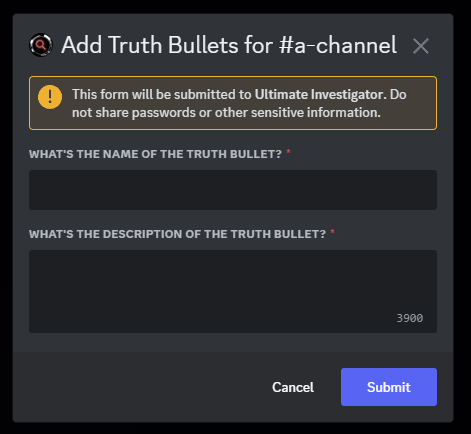 Add Truth Bullets for #a-channel
This form will be submitted to Ultimate Investigator. Do
not share passwords or other sensitive information.
WHAT'S THE NAME OF THE TRUTH BULLET? *
WHAT'S THE DESCRIPTION OF THE TRUTH BULLET? *
3900
Cancel Submit